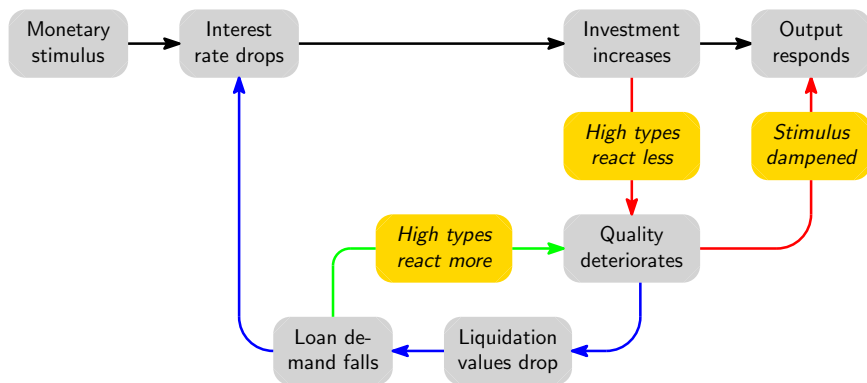 Monetary
stimulus
Interest
rate drops
Investment
increases
Output
responds
High types
react less
Stimulus
dampened
High types
react more
Quality
deteriorates
Loan de-
mand falls
Liquidation
values drop